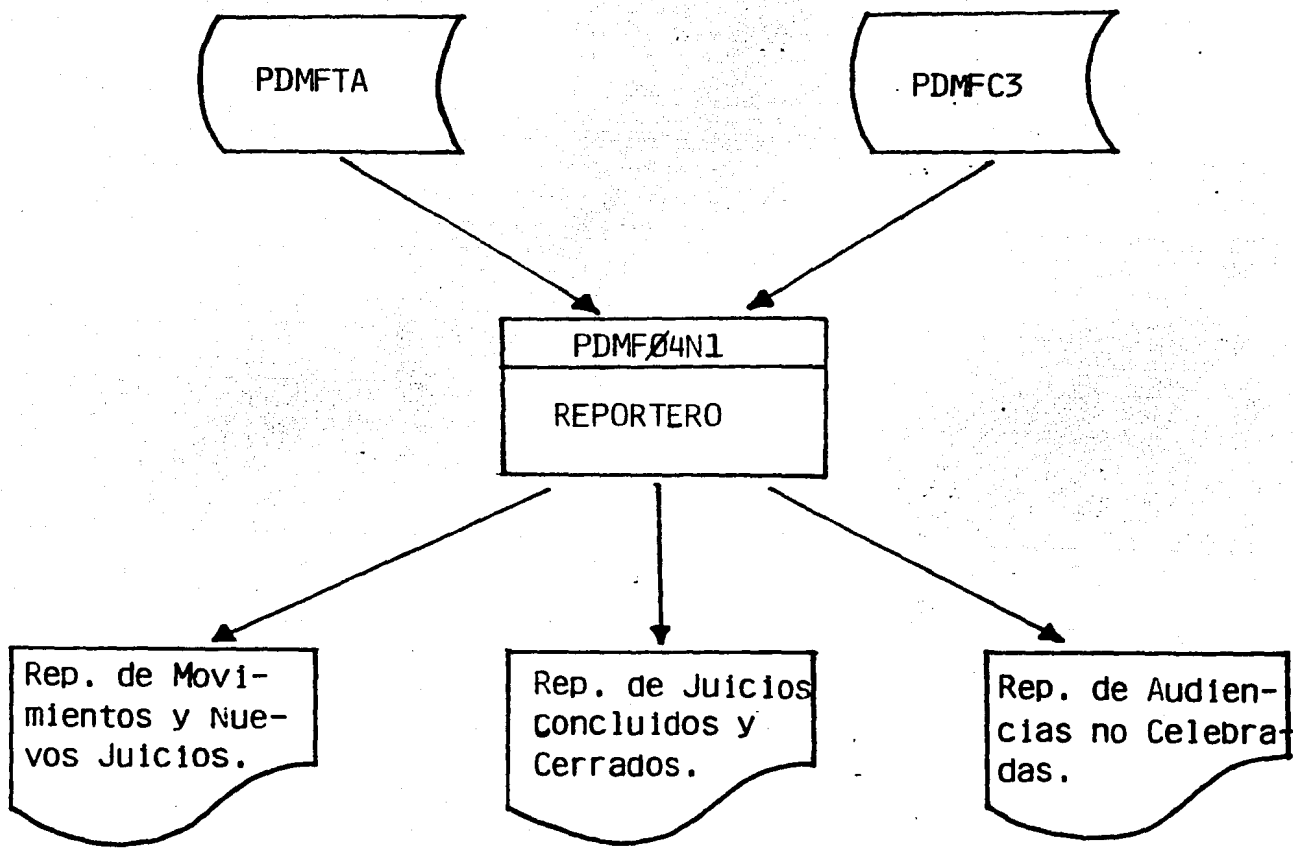 PDMFTA
PDMFC3
PDMFØ4N1
REPORTERO
Rep. de Movi-
mientos y Nue-
vos Juicios.
Rep. de Juicios
Concluidos y
Cerrados.
Rep. de Audien-
cias no Celebra-
das.